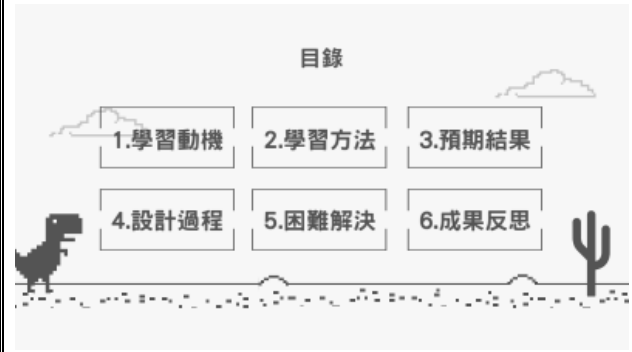 目錄
1.學習動機
2.學習方法
3.預期結果
4.設計過程
5.困難解決
6.成果反思